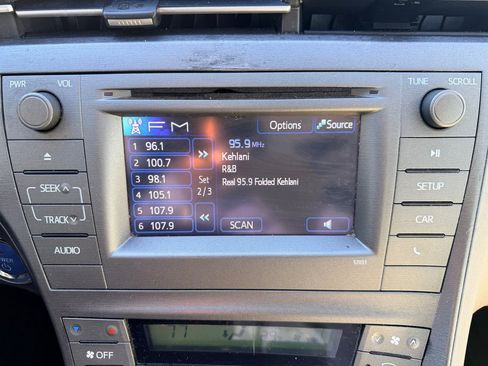 PWR VOL
TUNE SCROLL
FM
Options
Source
1 96.1
2 100.7
3 98.1
4 105.1
5 107.9
6 107.9
Set
2/3
95.9 MHz
Kehlani
R&B
Real 95.9 Folded Kehlani
SCAN
SEEK
TRACK
AUDIO
SETUP
CAR
57031
POWER
OFF